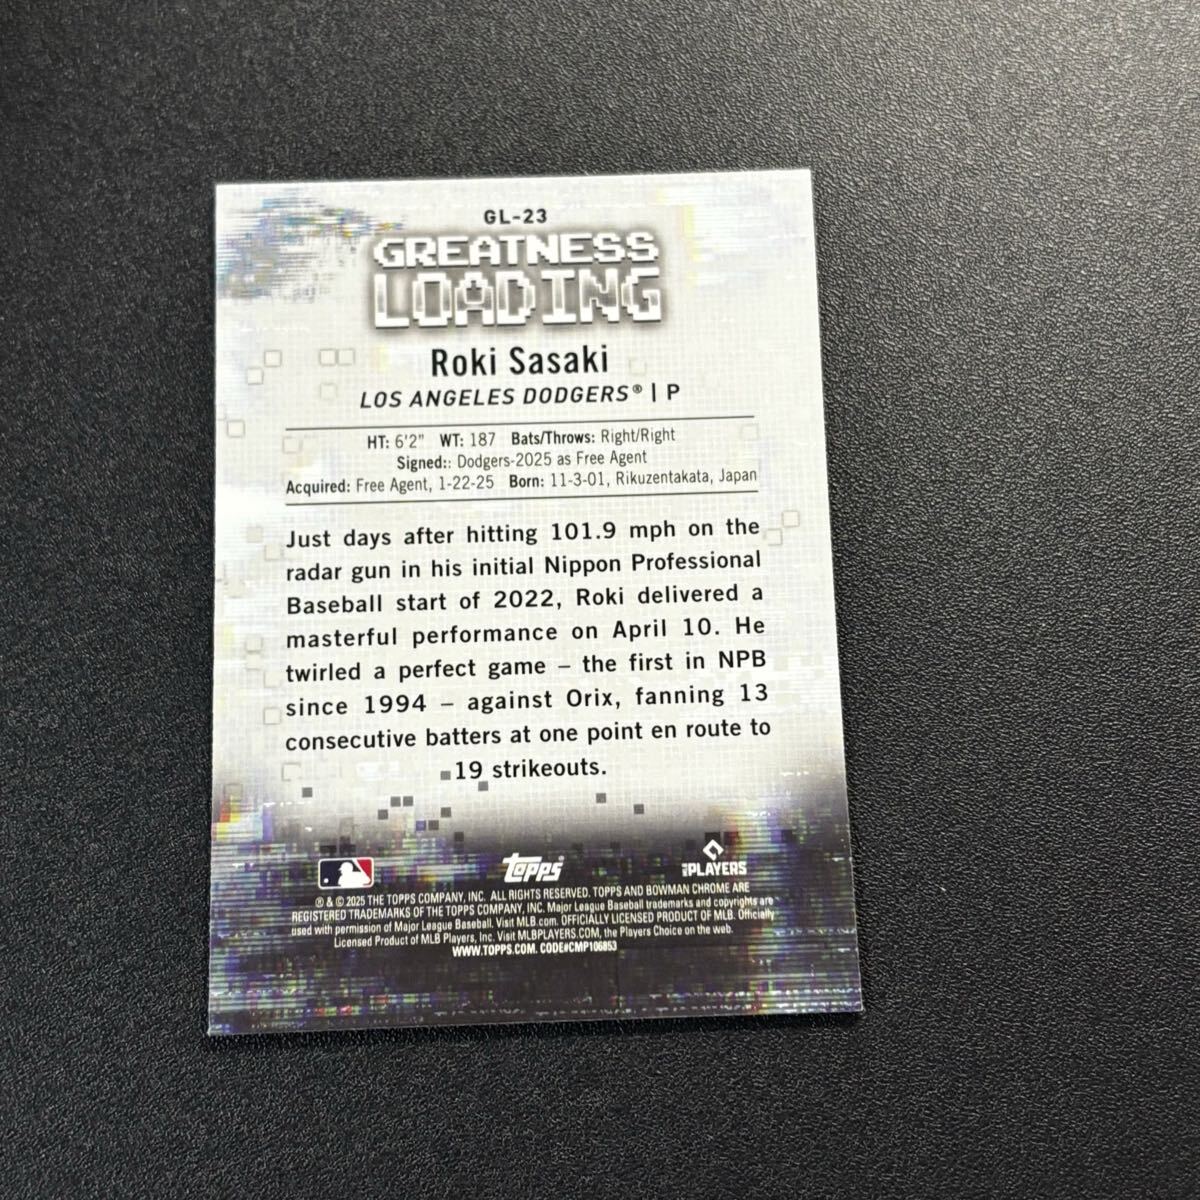 GL-23
GREATNESS
LOADING
Roki Sasaki
LOS ANGELES DODGERS® | P
HT: 6'2" WT: 187 Bats/Throws: Right/Right
Signed:: Dodgers-2025 as Free Agent
Acquired: Free Agent, 1-22-25 Born: 11-3-01, Rikuzentakata, Japan
Just days after hitting 101.9 mph on the
radar gun in his initial Nippon Professional
Baseball start of 2022, Roki delivered a
masterful performance on April 10. He
twirled a perfect game – the first in NPB
since 1994 – against Orix, fanning 13
consecutive batters at one point en route to
19 strikeouts.
topps
PLAYERS
® & © 2025 THE TOPPS COMPANY, INC. ALL RIGHTS RESERVED. TOPPS AND BOWMAN CHROME ARE
REGISTERED TRADEMARKS OF THE TOPPS COMPANY, INC. Major League Baseball trademarks and copyrights are
used with permission of Major League Baseball. Visit MLB.com. OFFICIALLY LICENSED PRODUCT OF MLB. Officially
Licensed Product of MLB Players, Inc. Visit MLBPLAYERS.COM, the Players Choice on the web.
WWW.TOPPS.COM. CODE#CMP106853